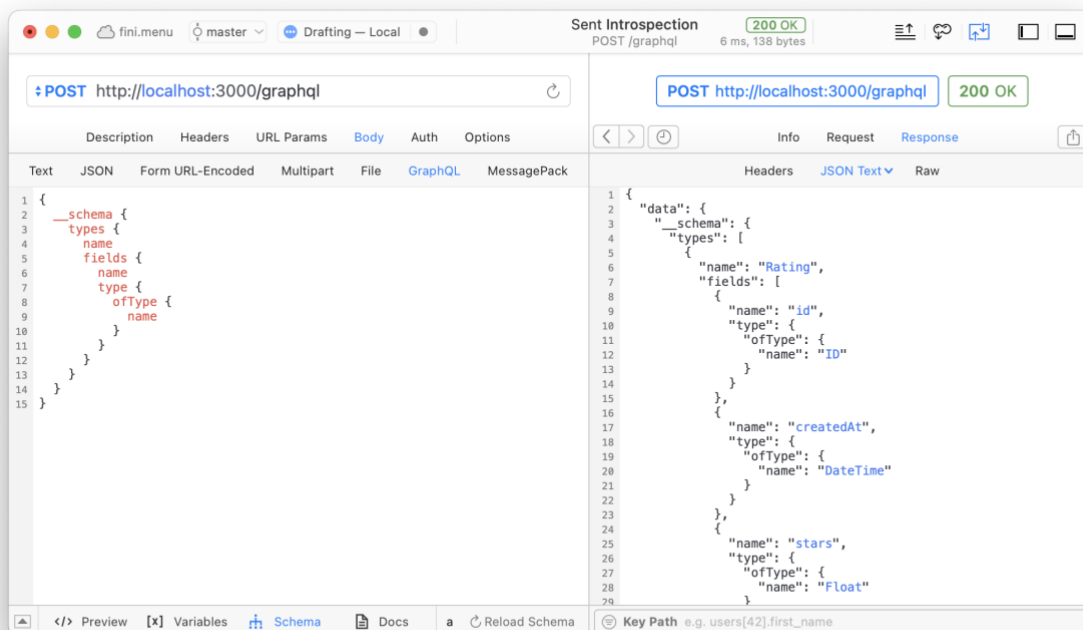 fini.menu master Drafting — Local Sent Introspection 200 OK
POST /graphql 6 ms, 138 bytes
POST http://localhost:3000/graphql
Description Headers URL Params Body Auth Options
Text JSON Form URL-Encoded Multipart File GraphQL MessagePack
1 {
2 __schema {
3 types {
4 name
5 fields {
6 name
7 type {
8 ofType {
9 name
10 }
11 }
12 }
13 }
14 }
15 }
</> Preview [x] Variables Schema Docs a Reload Schema
POST http://localhost:3000/graphql 200 OK
Info Request Response
Headers JSON Text Raw
1 {
2 "data": {
3 "__schema": {
4 "types": [
5 {
6 "name": "Rating",
7 "fields": [
8 {
9 "name": "id",
10 "type": {
11 "ofType": {
12 "name": "ID"
13 }
14 }
15 },
16 {
17 "name": "createdAt",
18 "type": {
19 "ofType": {
20 "name": "DateTime"
21 }
22 }
23 },
24 {
25 "name": "stars",
26 "type": {
27 "ofType": {
28 "name": "Float"
29 }
Key Path e.g. users[42].first_name